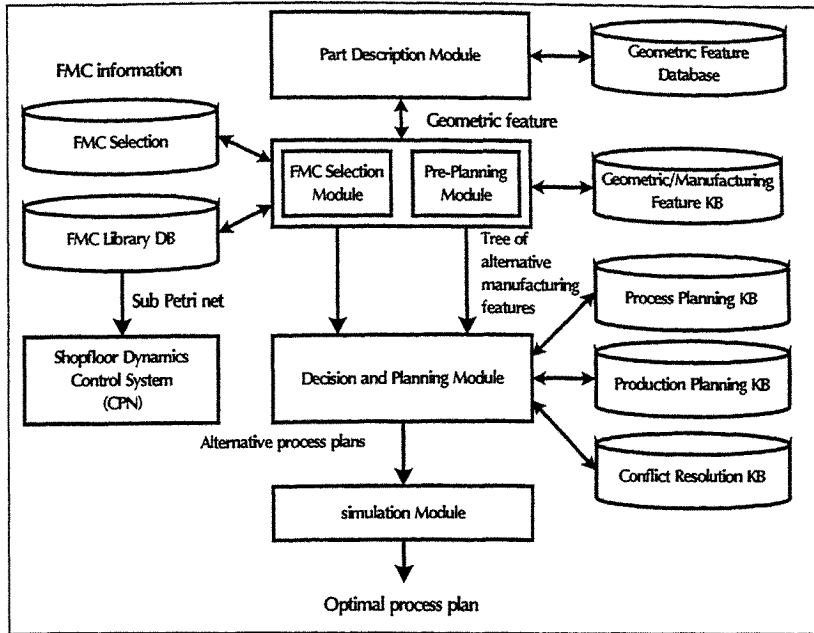 Part Description Module
Geometric Feature
Database
FMC information
FMC Selection
Geometric feature
FMC Selection
Module
Pre-Planning
Module
Geometric/Manufacturing
Feature KB
FMC Library DB
Tree of
alternative
manufacturing
features
Sub Petri net
Process Planning KB
Shopfloor Dynamics
Control System
(CPN)
Decision and Planning Module
Production Planning KB
Alternative process plans
Conflict Resolution KB
simulation Module
Optimal process plan